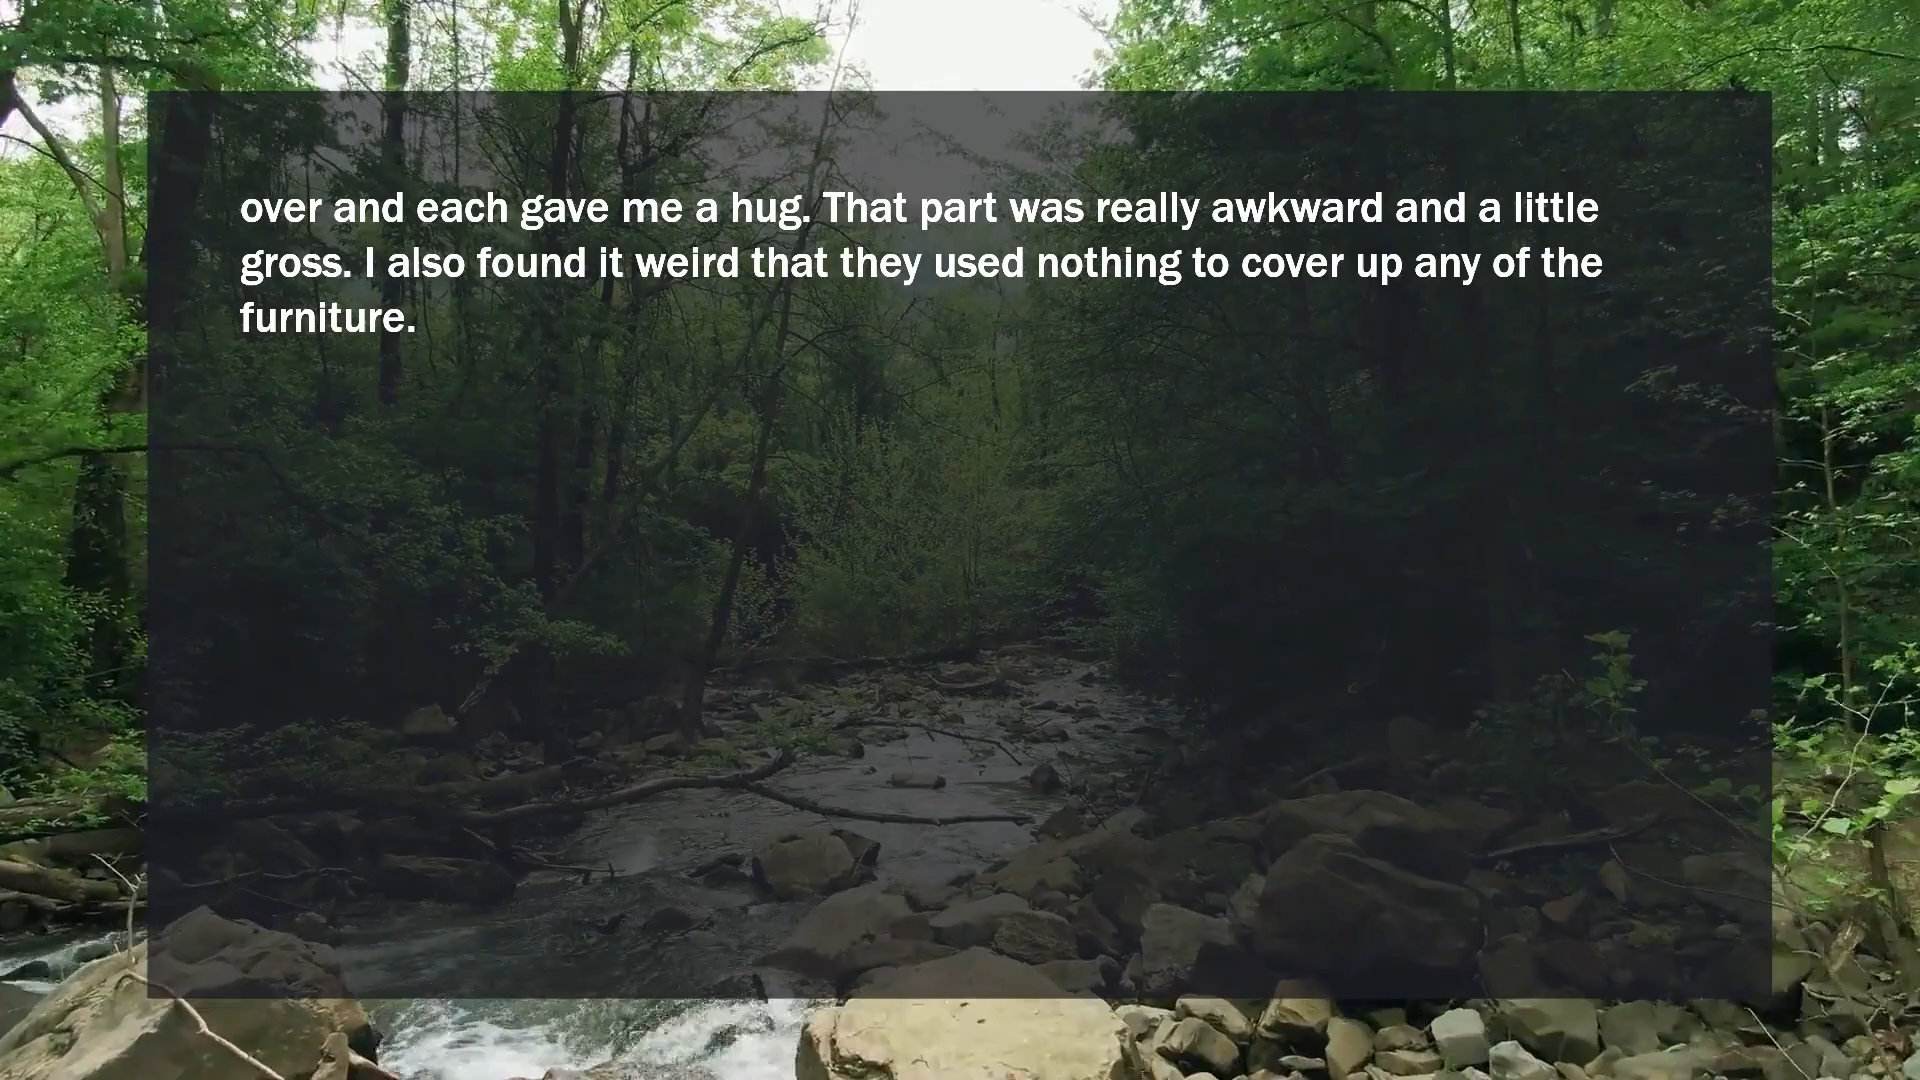 over and each gave me a hug. That part was really awkward and a little
gross. I also found it weird that they used nothing to cover up any of the
furniture.